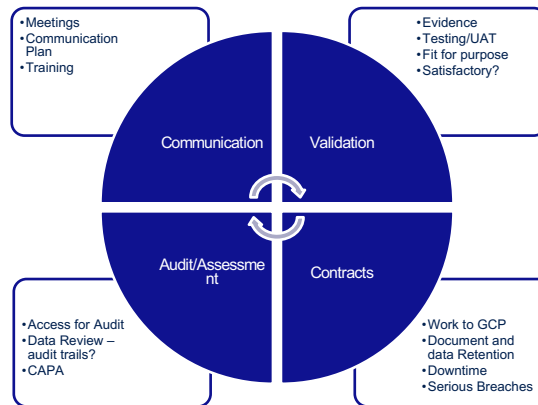 •Meetings
•Communication
Plan
•Training
•Evidence
•Testing/UAT
•Fit for purpose
•Satisfactory?
Communication
Validation
Audit/Assessme
nt
Contracts
•Access for Audit
•Data Review –
audit trails?
•CAPA
•Work to GCP
•Document and
data Retention
•Downtime
•Serious Breaches